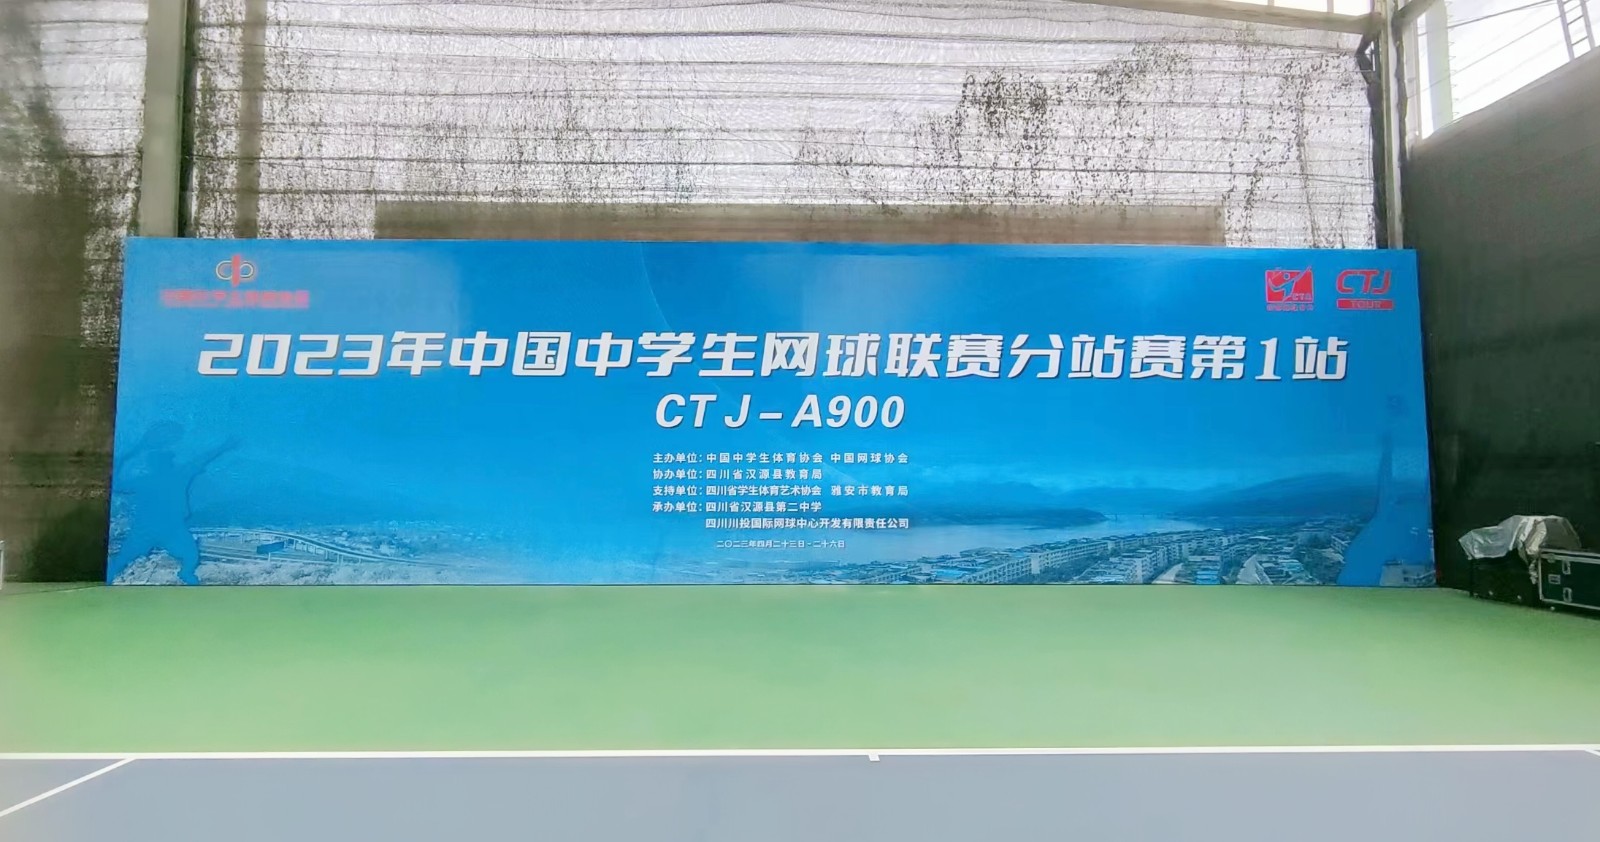 CTA
CTJ
TOUR
2023年中国中学生网球联赛分站赛第1站
CTJ-A900
主办单位：中国中学生体育协会 中国网球协会
协办单位：四川省汉源县教育局
支持单位：四川省学生体育艺术协会 雅安市教育局
承办单位：四川省汉源县第二中学
四川川投国际网球中心开发有限责任公司
二〇二三年四月二十三日-二十六日